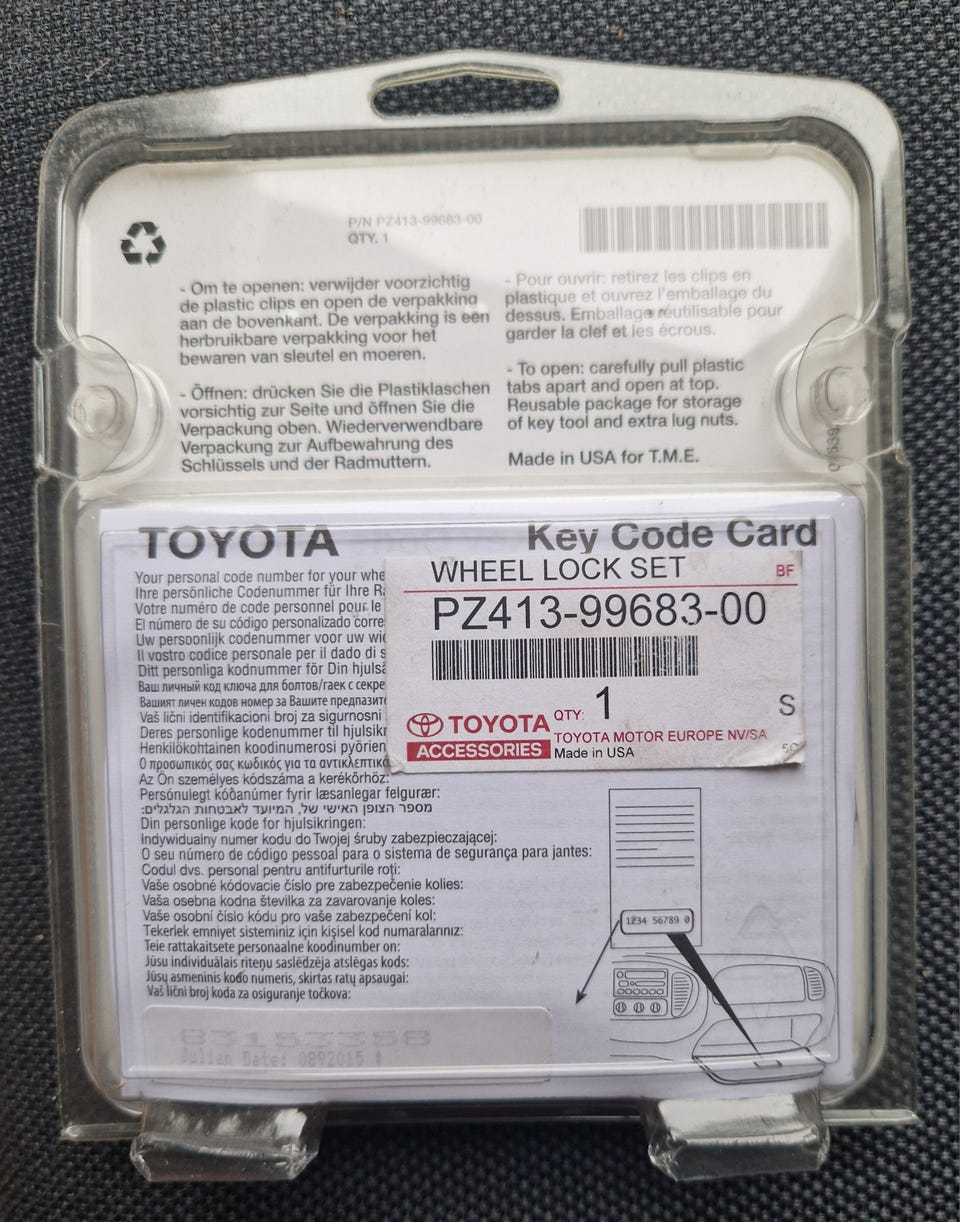 P/N PZ413-99683-00
QTY. 1
- Om te openen: verwijder voorzichtig
de plastic clips en open de verpakking
aan de bovenkant. De verpakking is een
herbruikbare verpakking voor het
bewaren van sleutel en moeren.
- Öffnen: drücken Sie die Plastiklaschen
vorsichtig zur Seite und öffnen Sie die
Verpackung oben. Wiederverwendbare
Verpackung zur Aufbewahrung des
Schlüssels und der Radmuttern.
- Pour ouvrir: retirez les clips en
plastique et ouvrez l'emballage du
dessus. Emballage réutilisable pour
garder la clef et les écrous.
- To open: carefully pull plastic
tabs apart and open at top.
Reusable package for storage
of key tool and extra lug nuts.
Made in USA for T.M.E.
TOYOTA
Key Code Card
WHEEL LOCK SET
BF
PZ413-99683-00
QTY: 1
S
TOYOTA
ACCESSORIES
TOYOTA MOTOR EUROPE NV/SA
Made in USA
Your personal code number for your
Ihre persönliche Codenummer für Ihre
Votre numéro de code personnel pour le
El número de su código personalizado
Uw persoonlijk codenummer voor uw
Il vostro codice personale per il dado di
Ditt personliga kodnummer för Din
Ваш личный код ключа для болтов/гаек с
Вашият личен кодов номер за Вашите
Vaš lični identifikacioni broj za sigurnosni
Deres personlige kodenummer til
Henkilökohtainen koodinumerosi
Ο προσωπικός σας κωδικός για τα
Az Ön személyes kódszáma a kerékőrhöz:
Persónulegt kóðanúmer fyrir læsanlegar felgurær:
מספר הצופן האישי של, המיועד לאבטחות הגלגלים:
Din personlige kode for hjulsikringen:
Indywidualny numer kodu do Twojej śruby zabezpieczającej:
O seu número de código pessoal para o sistema de segurança para jantes:
Codul dvs. personal pentru antifurturile roți:
Vaše osobné kódovacie číslo pre zabezpečenie kolies:
Vaša osebna kodna številka za zavarovanje koles:
Vaše osobní číslo kódu pro vaše zabezpečení kol:
Tekerlek emniyet sisteminiz için kişisel kod numaralarınız:
Teie rattakaitsete personaalne koodinumber on:
Jūsu individuālais riteņu saslēdzēja atslēgas kods:
Jūsų asmeninis kodo numeris, skirtas ratų apsaugai:
Vaš lični broj koda za osiguranje točkova:
1234 56789 0
83153358
Julian Date: 0892015